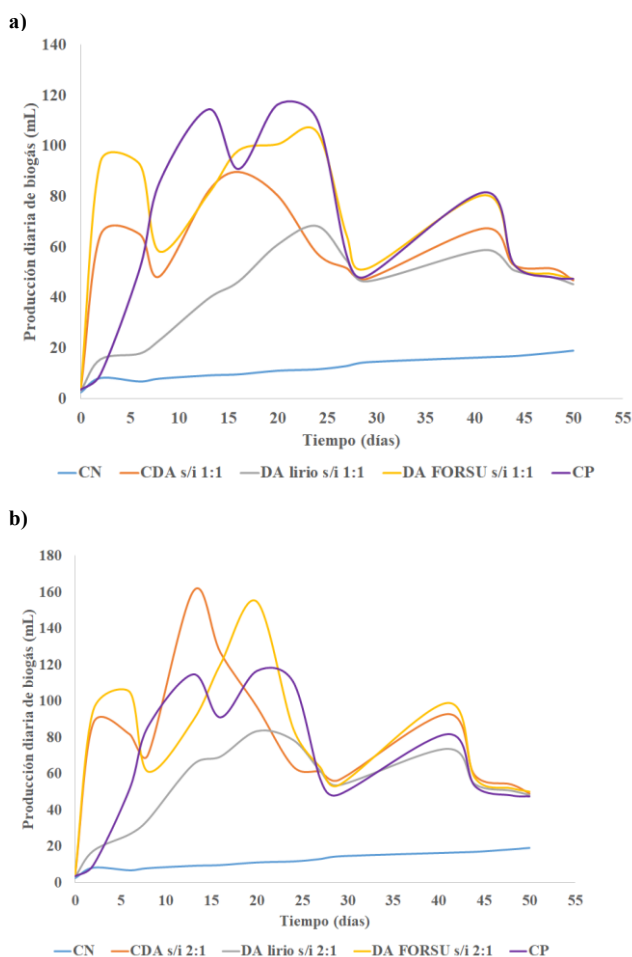 a)
140
120
100
80
60
40
20
0
Producción diaria de biogás (mL)
0 5 10 15 20 25 30 35 40 45 50 55
Tiempo (días)
CN CDA s/i 1:1 DA lirio s/i 1:1 DA FORSU s/i 1:1 CP
b)
180
160
140
120
100
80
60
40
20
0
Producción diaria de biogás (mL)
0 5 10 15 20 25 30 35 40 45 50 55
Tiempo (días)
CN CDA s/i 2:1 DA lirio s/i 2:1 DA FORSU s/i 2:1 CP